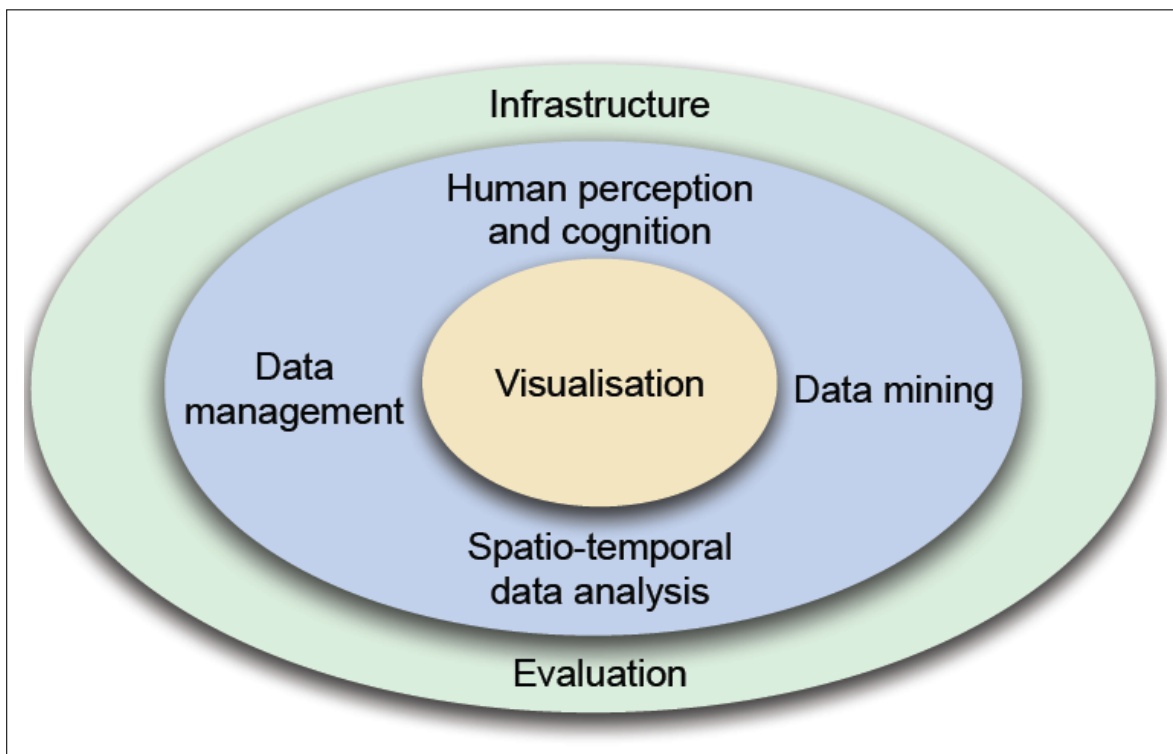 Infrastructure
Human perception
and cognition
Data
management
Visualisation
Data mining
Spatio-temporal
data analysis
Evaluation